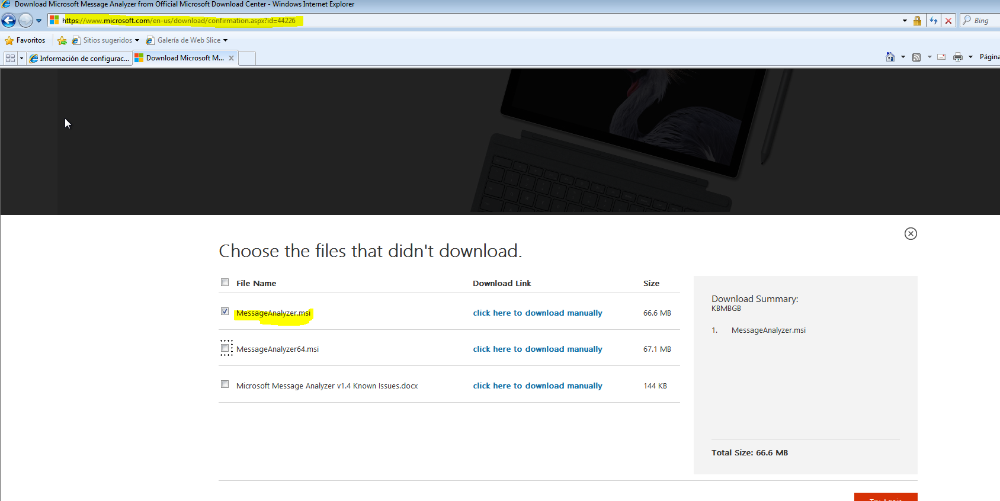 Download Microsoft Message Analyzer from Official Microsoft Download Center - Windows Internet Explorer
https://www.microsoft.com/en-us/download/confirmation.aspx?id=44226
Bing
Favoritos
Sitios sugeridos
Galería de Web Slice
Información de configurac...
Download Microsoft M...
Página
Choose the files that didn't download.
File Name Download Link Size
MessageAnalyzer.msi click here to download manually 66.6 MB
MessageAnalyzer64.msi click here to download manually 67.1 MB
Microsoft Message Analyzer v1.4 Known Issues.docx click here to download manually 144 KB
Download Summary:
KBMBGB
1. MessageAnalyzer.msi
Total Size: 66.6 MB
Try Again